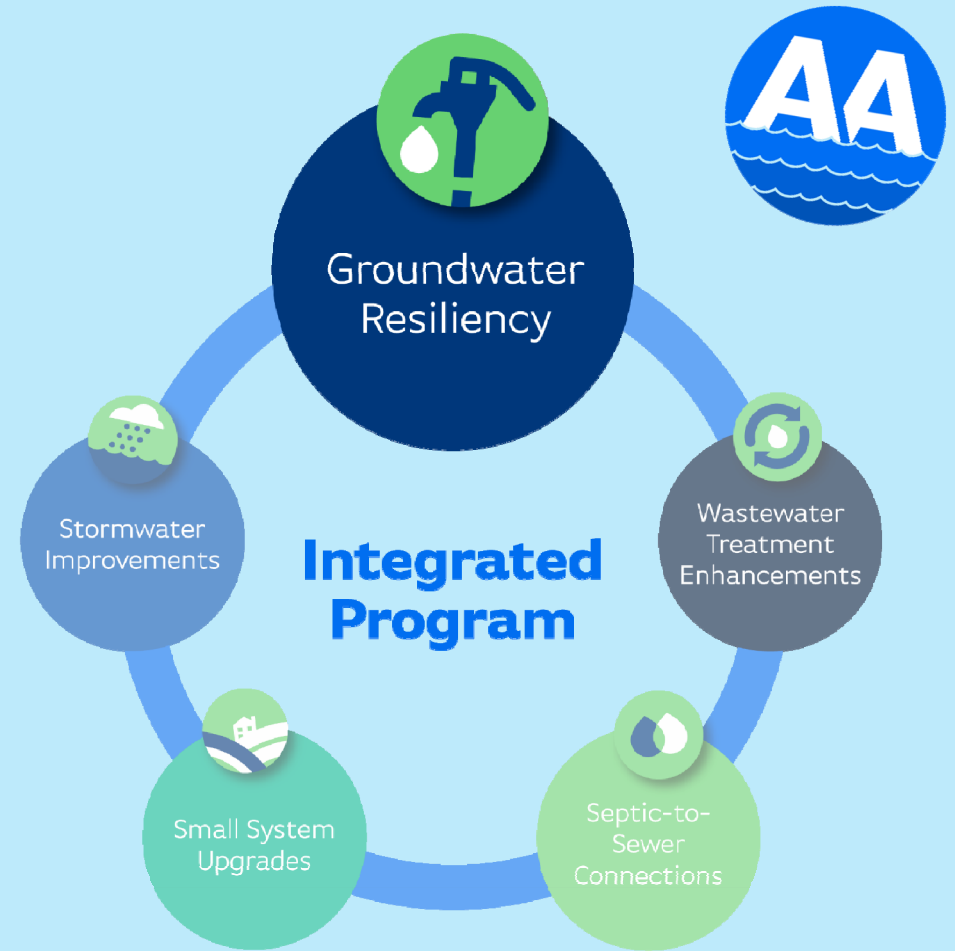 AA
Groundwater
Resiliency
Stormwater
Improvements
Wastewater
Treatment
Enhancements
Integrated
Program
Small System
Upgrades
Septic-to-
Sewer
Connections